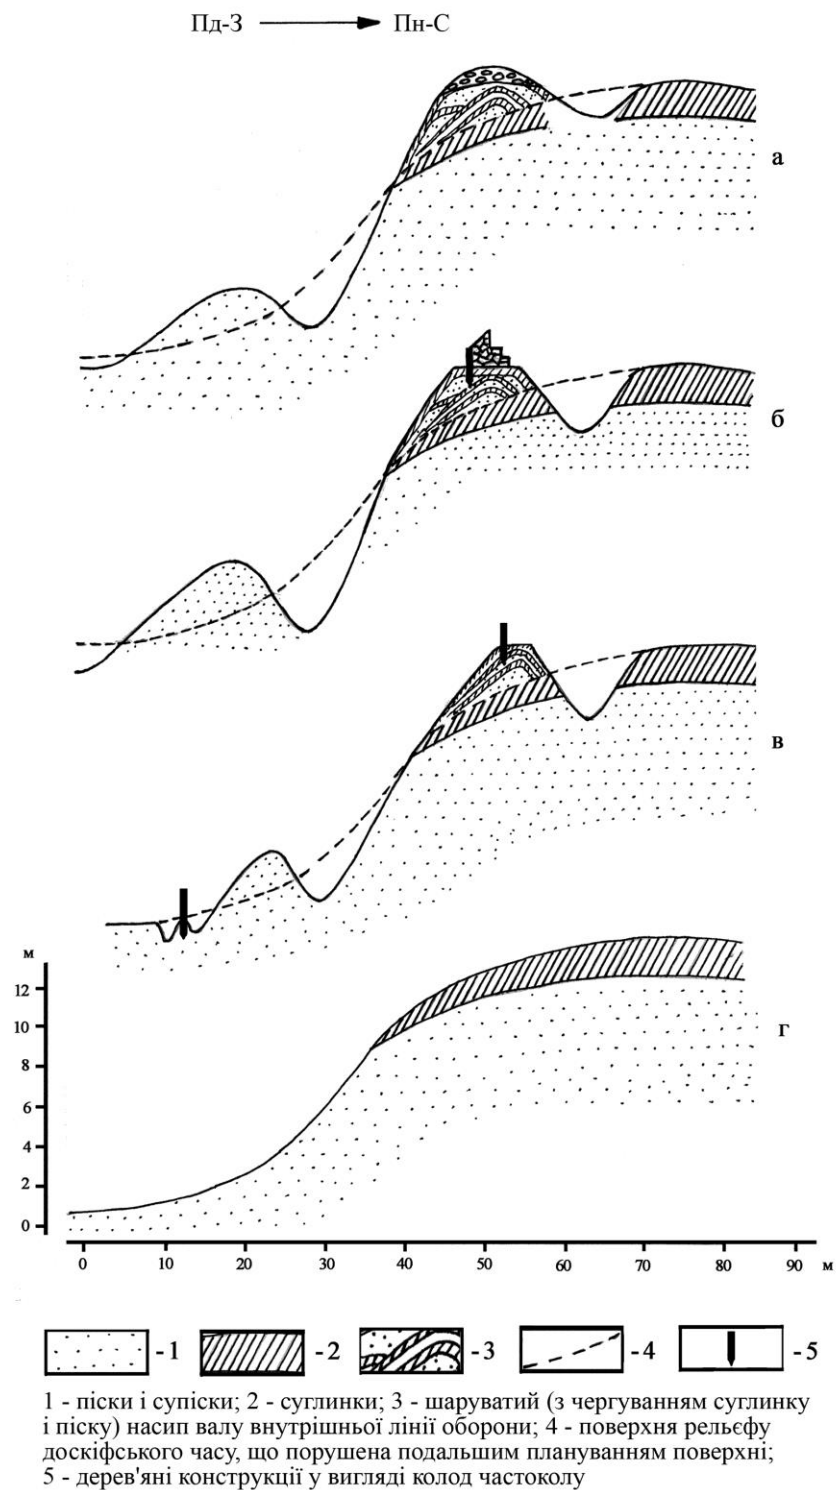 Пд-З Пн-С
а
б
в
м
12
10
8
6
4
2
0
г
0 10 20 30 40 50 60 70 80 90 м
-1 -2 -3 -4 -5
1 - піски і супіски; 2 - суглинки; 3 - шаруватий (з чергуванням суглинку
і піску) насип валу внутрішньої лінії оборони; 4 - поверхня рельєфу
доскіфського часу, що порушена подальшим плануванням поверхні;
5 - дерев'яні конструкції у вигляді колод частоколу